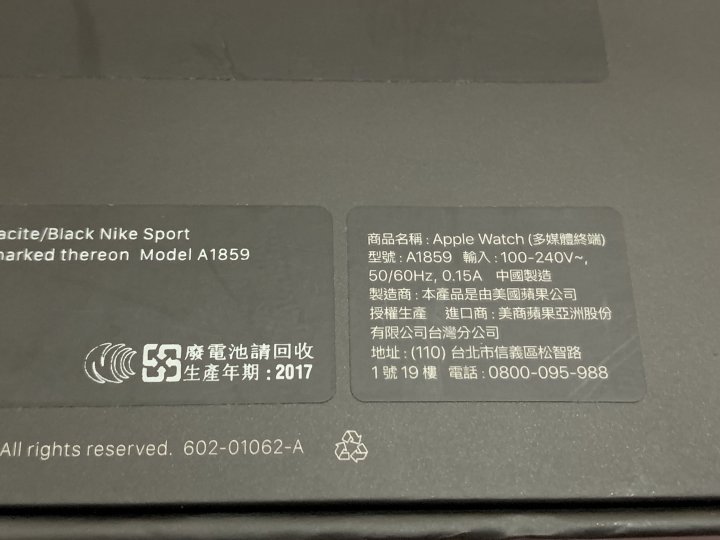 acite/Black Nike Sport
marked thereon Model A1859
廢電池請回收
生產年期：2017
商品名稱：Apple Watch (多媒體終端)
型號：A1859 輸入：100-240V~,
50/60Hz, 0.15A 中國製造
製造商：本產品是由美國蘋果公司
授權生產 進口商：美商蘋果亞洲股份
有限公司台灣分公司
地址：(110) 台北市信義區松智路
1 號 19 樓 電話：0800-095-988
All rights reserved. 602-01062-A